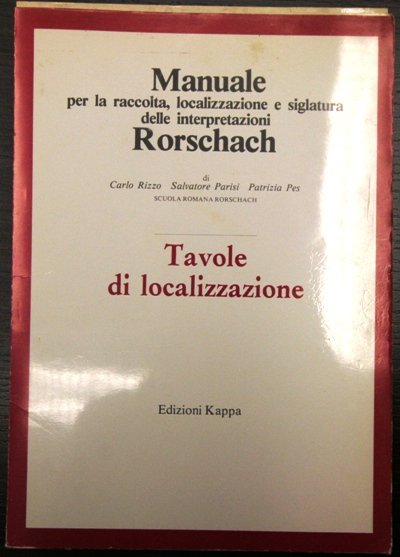 Manuale
per la raccolta, localizzazione e siglatura
delle interpretazioni
Rorschach
di
Carlo Rizzo Salvatore Parisi Patrizia Pes
SCUOLA ROMANA RORSCHACH
Tavole
di localizzazione
Edizioni Kappa